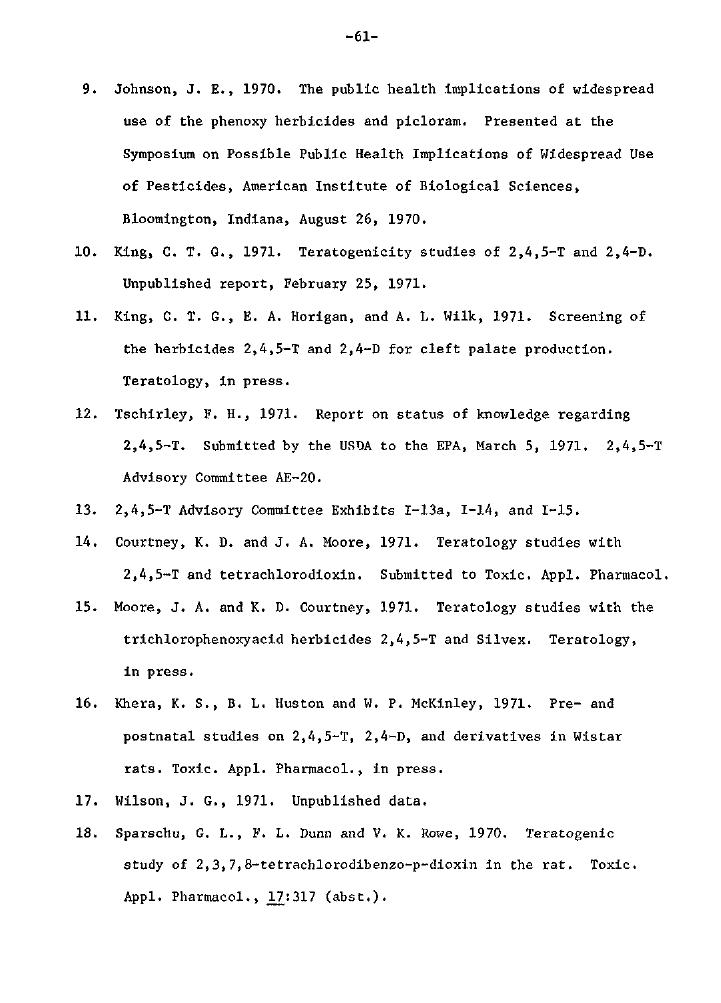 -61-
9. Johnson, J. E., 1970. The public health implications of widespread
use of the phenoxy herbicides and picloram. Presented at the
Symposium on Possible Public Health Implications of Widespread Use
of Pesticides, American Institute of Biological Sciences,
Bloomington, Indiana, August 26, 1970.
10. King, C. T. G., 1971. Teratogenicity studies of 2,4,5-T and 2,4-D.
Unpublished report, February 25, 1971.
11. King, C. T. G., E. A. Horigan, and A. L. Wilk, 1971. Screening of
the herbicides 2,4,5-T and 2,4-D for cleft palate production.
Teratology, in press.
12. Tschirley, F. H., 1971. Report on status of knowledge regarding
2,4,5-T. Submitted by the USDA to the EPA, March 5, 1971. 2,4,5-T
Advisory Committee AE-20.
13. 2,4,5-T Advisory Committee Exhibits I-13a, I-14, and I-15.
14. Courtney, K. D. and J. A. Moore, 1971. Teratology studies with
2,4,5-T and tetrachlorodioxin. Submitted to Toxic. Appl. Pharmacol.
15. Moore, J. A. and K. D. Courtney, 1971. Teratology studies with the
trichlorophenoxyacid herbicides 2,4,5-T and Silvex. Teratology,
in press.
16. Khera, K. S., B. L. Huston and W. P. McKinley, 1971. Pre- and
postnatal studies on 2,4,5-T, 2,4-D, and derivatives in Wistar
rats. Toxic. Appl. Pharmacol., in press.
17. Wilson, J. G., 1971. Unpublished data.
18. Sparschu, G. L., F. L. Dunn and V. K. Rowe, 1970. Teratogenic
study of 2,3,7,8-tetrachlorodibenzo-p-dioxin in the rat. Toxic.
Appl. Pharmacol., 17:317 (abst.).